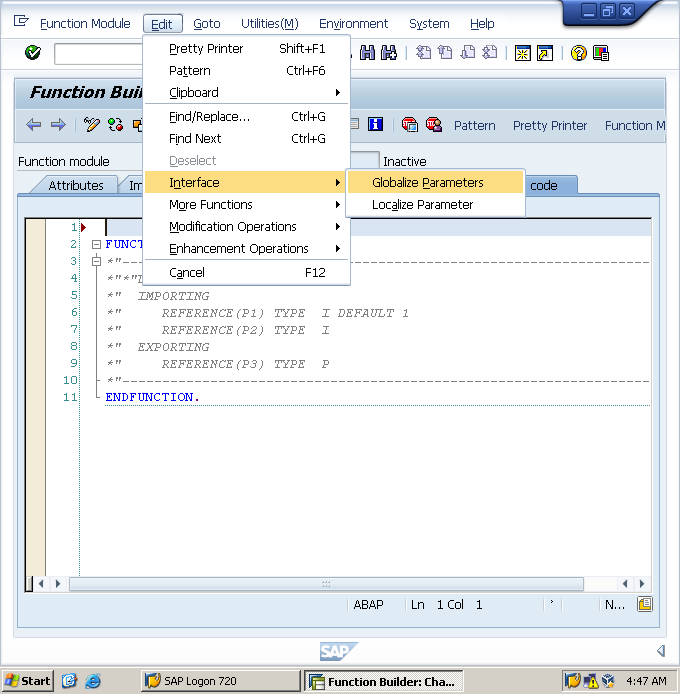 Function Module Edit Goto Utilities(M) Environment System Help
Pretty Printer Shift+F1
Pattern Ctrl+F6
Clipboard
Find/Replace... Ctrl+G
Find Next Ctrl+G
Deselect
Interface
More Functions
Modification Operations
Enhancement Operations
Cancel F12
Globalize Parameters
Localize Parameter
Function Buil
Pattern Pretty Printer Function M
Function module Inactive
Attributes Im code
1
2 FUNCT
3 *"----------------------------------------------------------------------
4 *"*"
5 *" IMPORTING
6 *" REFERENCE(P1) TYPE I DEFAULT 1
7 *" REFERENCE(P2) TYPE I
8 *" EXPORTING
9 *" REFERENCE(P3) TYPE P
10 *"----------------------------------------------------------------------
11 ENDFUNCTION.
ABAP Ln 1 Col 1 N...
SAP
Start SAP Logon 720 Function Builder: Cha... 4:47 AM